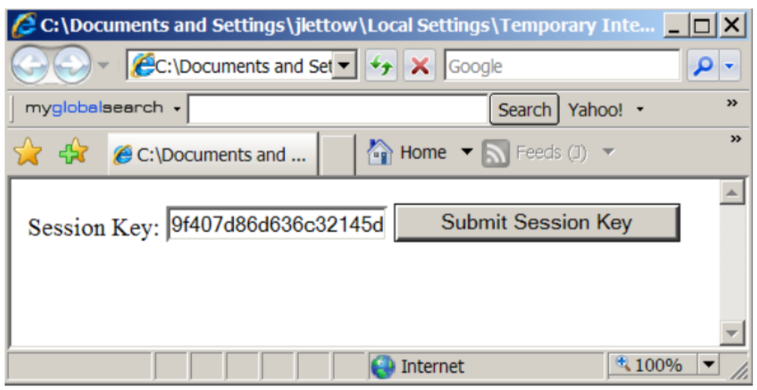 C:\Documents and Settings\jlettow\Local Settings\Temporary Inte...
C:\Documents and Set Google
myglobalsearch Search Yahoo! »
C:\Documents and ... Home Feeds (J) »
Session Key: 9f407d86d636c32145d Submit Session Key
Internet 100%